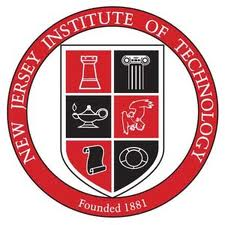 NEW JERSEY INSTITUTE OF TECHNOLOGY
Founded 1881